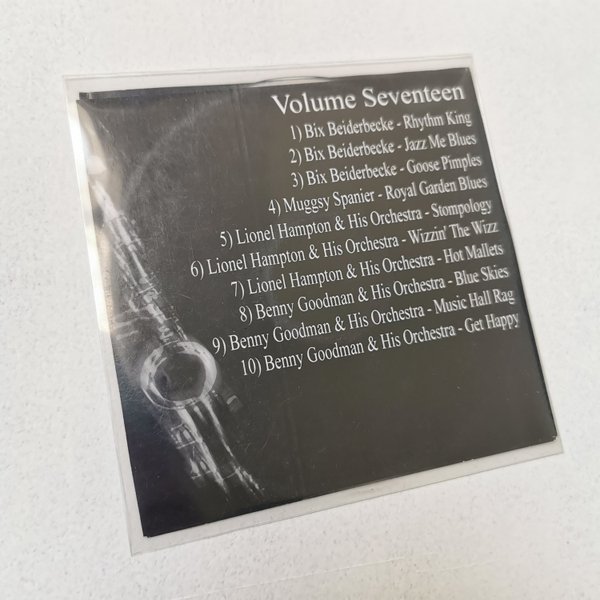 Volume Seventeen
1) Bix Beiderbecke - Rhythm King
2) Bix Beiderbecke - Jazz Me Blues
3) Bix Beiderbecke - Goose Pimples
4) Muggsy Spanier - Royal Garden Blues
5) Lionel Hampton & His Orchestra - Stompology
6) Lionel Hampton & His Orchestra - Wizzin' The Wizz
7) Lionel Hampton & His Orchestra - Hot Mallets
8) Benny Goodman & His Orchestra - Blue Skies
9) Benny Goodman & His Orchestra - Music Hall Rag
10) Benny Goodman & His Orchestra - Get Happy